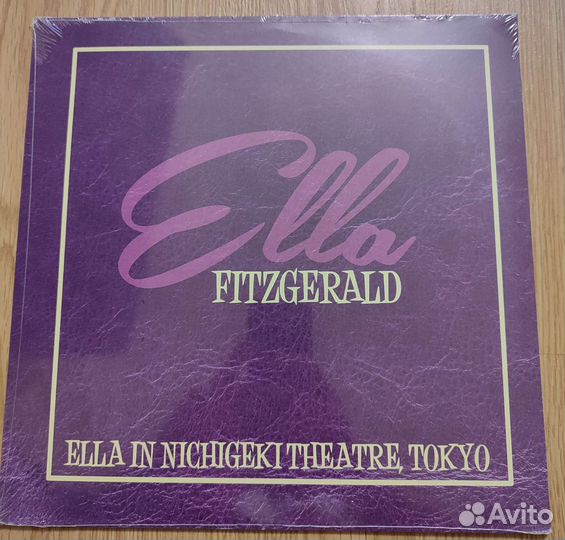 Ella
FITZGERALD
ELLA IN NICHIGEKI THEATRE, TOKYO
Avito